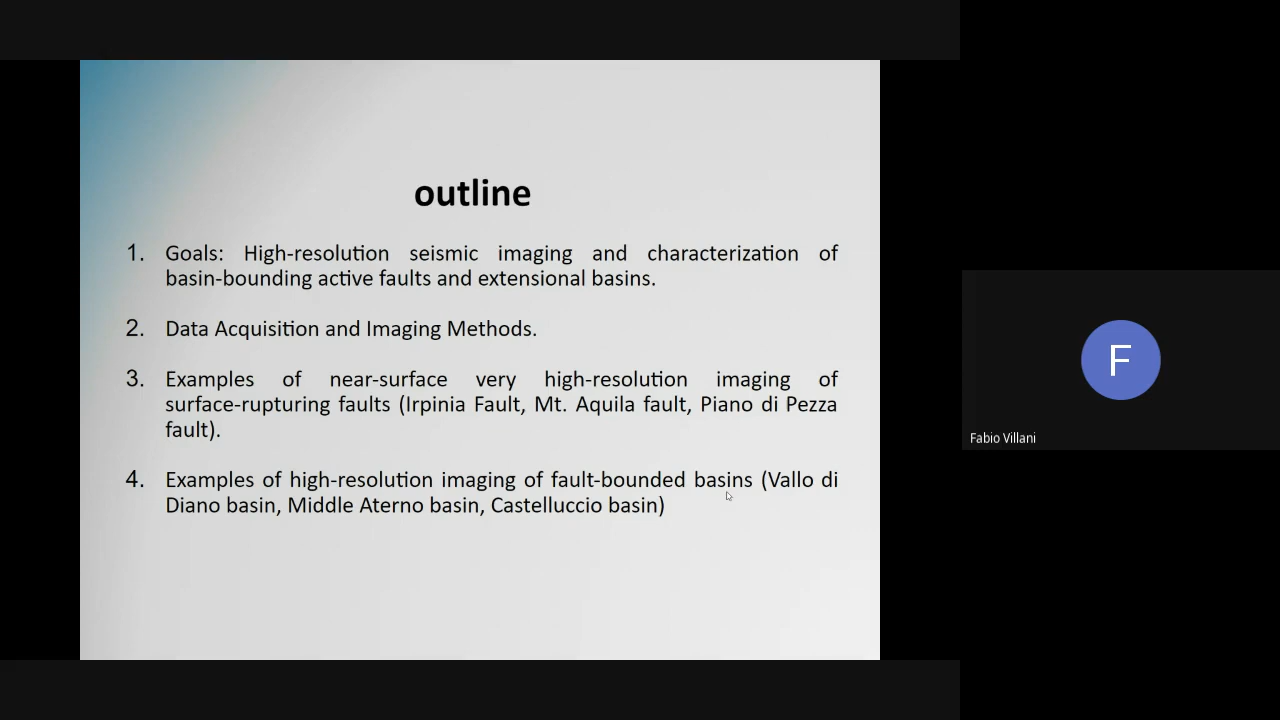 outline
1. Goals: High-resolution seismic imaging and characterization of
basin-bounding active faults and extensional basins.
2. Data Acquisition and Imaging Methods.
3. Examples of near-surface very high-resolution imaging of
surface-rupturing faults (Irpinia Fault, Mt. Aquila fault, Piano di Pezza
fault).
4. Examples of high-resolution imaging of fault-bounded basins (Vallo di
Diano basin, Middle Aterno basin, Castelluccio basin)
F
Fabio Villani